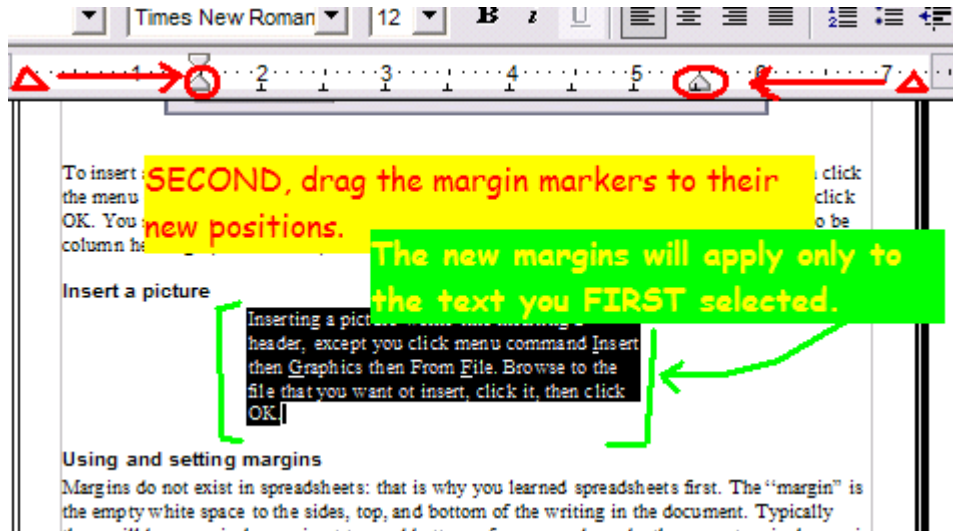 Times New Roman 12 B i U
1 2 3 4 5 6 7
To insert click
SECOND, drag the margin markers to their
the menu click
new positions.
OK. You o be
column he
The new margins will apply only to
the text you FIRST selected.
Insert a picture
Inserting a pict
header, except you click menu command Insert
then Graphics then From File. Browse to the
file that you want ot insert, click it, then click
OK.
Using and setting margins
Margins do not exist in spreadsheets: that is why you learned spreadsheets first. The “margin” is
the empty white space to the sides, top, and bottom of the writing in the document. Typically